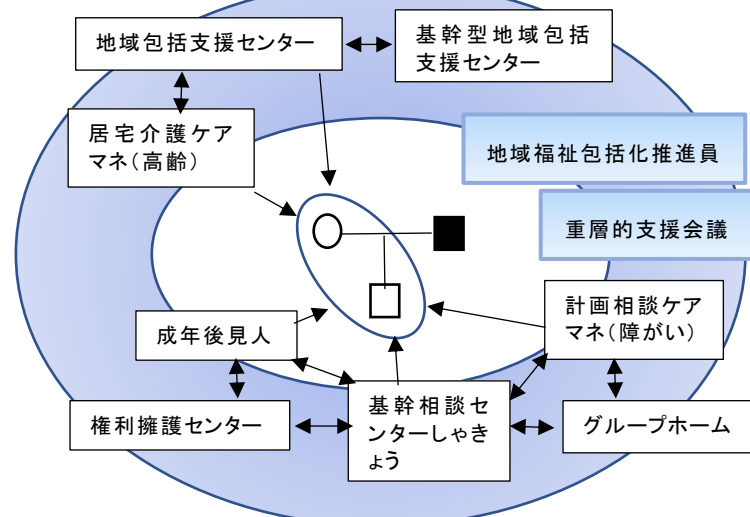 地域包括支援センター
基幹型地域包括
支援センター
居宅介護ケア
マネ（高齢）
地域福祉包括化推進員
重層的支援会議
計画相談ケア
マネ（障がい）
成年後見人
権利擁護センター
基幹相談セ
ンターしゃき
ょう
グループホーム